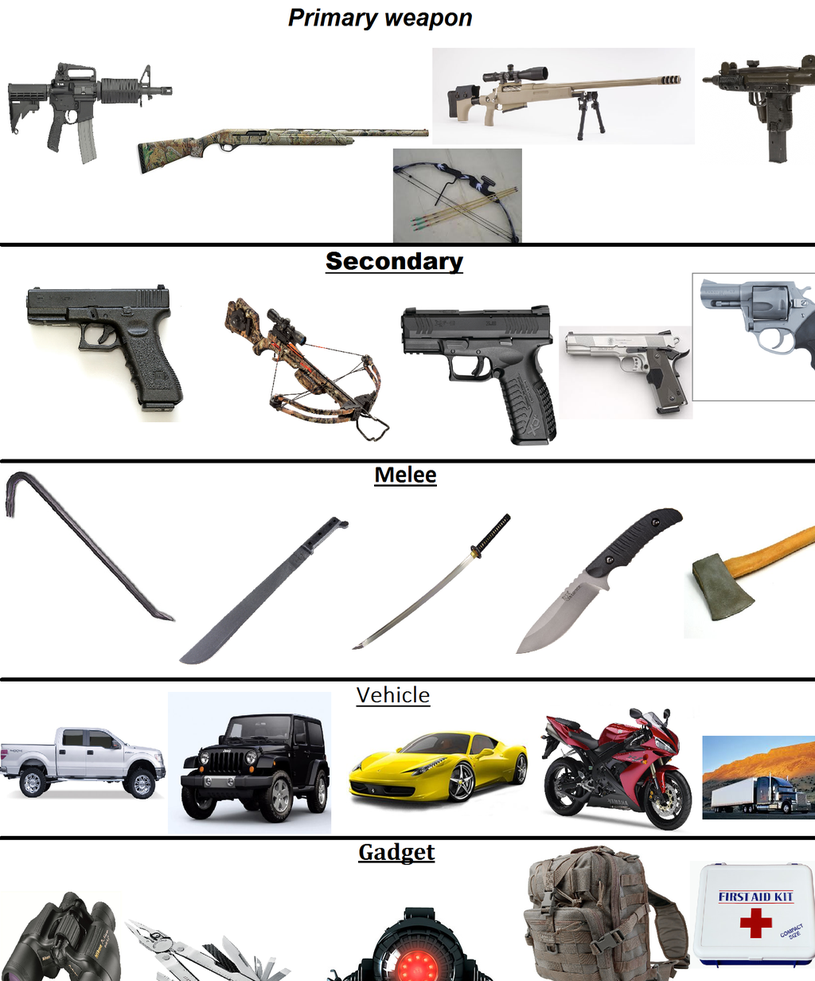 Primary weapon
Secondary
Melee
Vehicle
Gadget
FIRST AID KIT
COMPACT
SIZE